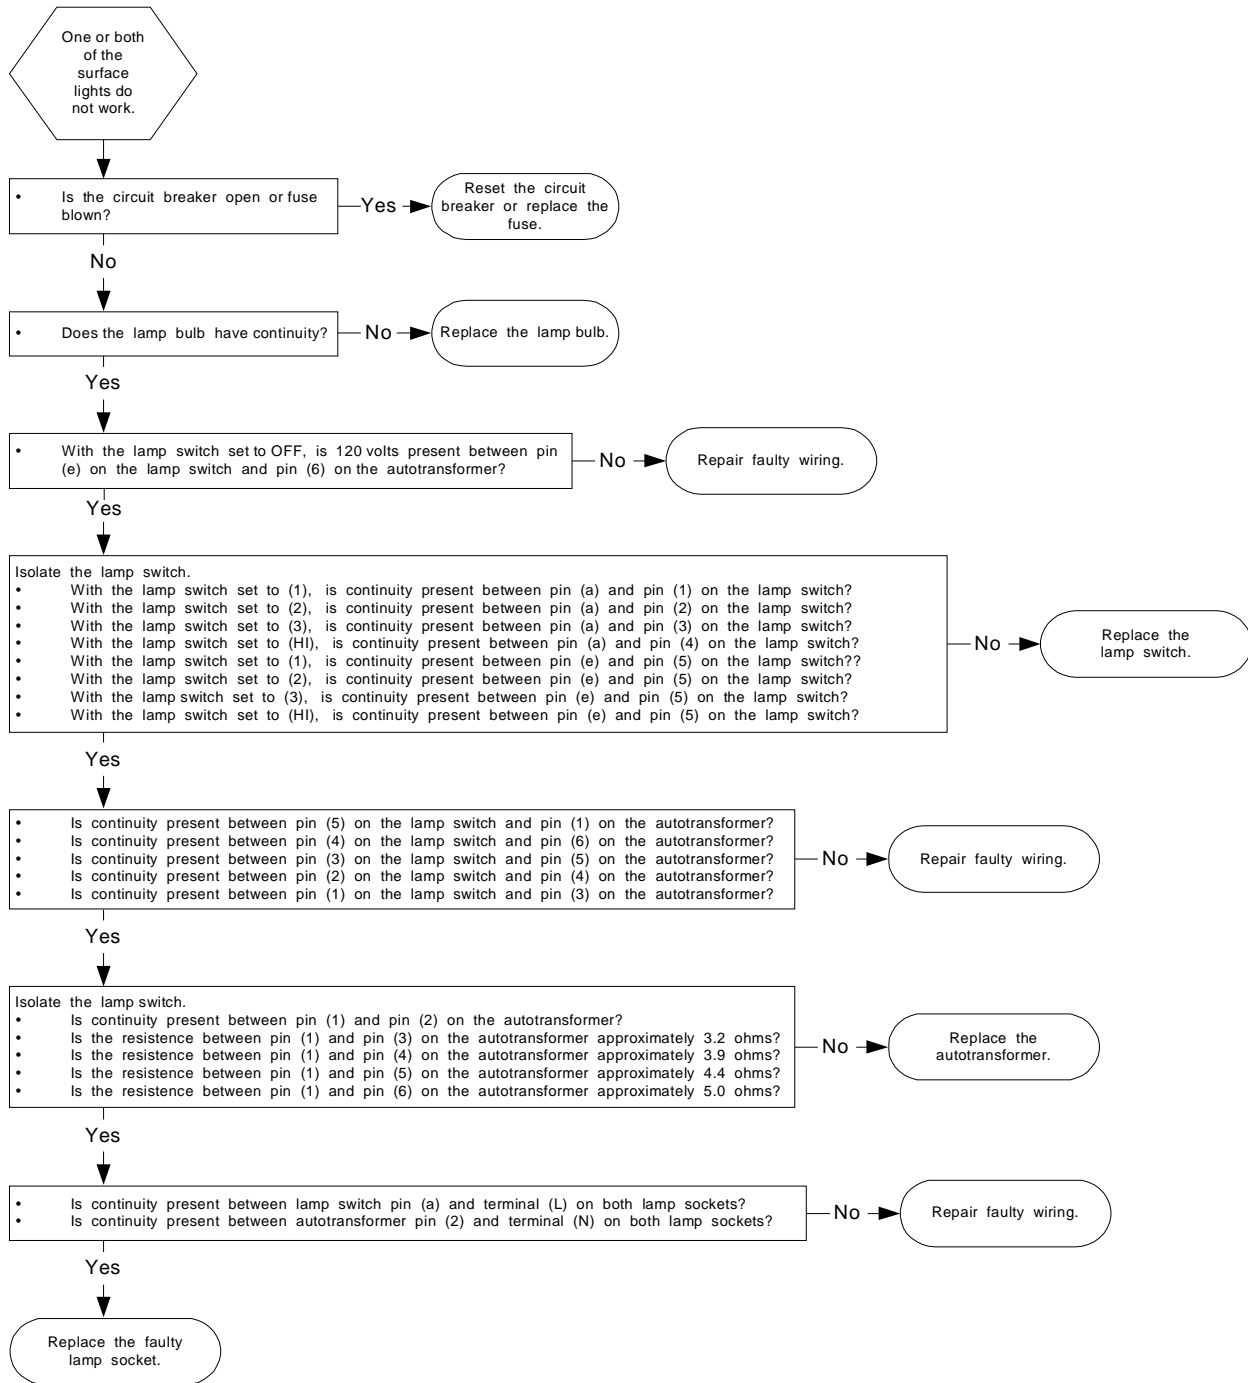 One or both
of the
surface
lights do
not work.
• Is the circuit breaker open or fuse
blown?
Yes
Reset the circuit
breaker or replace the
fuse.
No
• Does the lamp bulb have continuity?
No
Replace the lamp bulb.
Yes
• With the lamp switch set to OFF, is 120 volts present between pin
(e) on the lamp switch and pin (6) on the autotransformer?
No
Repair faulty wiring.
Yes
Isolate the lamp switch.
• With the lamp switch set to (1), is continuity present between pin (a) and pin (1) on the lamp switch?
• With the lamp switch set to (2), is continuity present between pin (a) and pin (2) on the lamp switch?
• With the lamp switch set to (3), is continuity present between pin (a) and pin (3) on the lamp switch?
• With the lamp switch set to (HI), is continuity present between pin (a) and pin (4) on the lamp switch?
• With the lamp switch set to (1), is continuity present between pin (e) and pin (5) on the lamp switch??
• With the lamp switch set to (2), is continuity present between pin (e) and pin (5) on the lamp switch?
• With the lamp switch set to (3), is continuity present between pin (e) and pin (5) on the lamp switch?
• With the lamp switch set to (HI), is continuity present between pin (e) and pin (5) on the lamp switch?
No
Replace the
lamp switch.
Yes
• Is continuity present between pin (5) on the lamp switch and pin (1) on the autotransformer?
• Is continuity present between pin (4) on the lamp switch and pin (6) on the autotransformer?
• Is continuity present between pin (3) on the lamp switch and pin (5) on the autotransformer?
• Is continuity present between pin (2) on the lamp switch and pin (4) on the autotransformer?
• Is continuity present between pin (1) on the lamp switch and pin (3) on the autotransformer?
No
Repair faulty wiring.
Yes
Isolate the lamp switch.
• Is continuity present between pin (1) and pin (2) on the autotransformer?
• Is the resistence between pin (1) and pin (3) on the autotransformer approximately 3.2 ohms?
• Is the resistence between pin (1) and pin (4) on the autotransformer approximately 3.9 ohms?
• Is the resistence between pin (1) and pin (5) on the autotransformer approximately 4.4 ohms?
• Is the resistence between pin (1) and pin (6) on the autotransformer approximately 5.0 ohms?
No
Replace the
autotransformer.
Yes
• Is continuity present between lamp switch pin (a) and terminal (L) on both lamp sockets?
• Is continuity present between autotransformer pin (2) and terminal (N) on both lamp sockets?
No
Repair faulty wiring.
Yes
Replace the faulty
lamp socket.